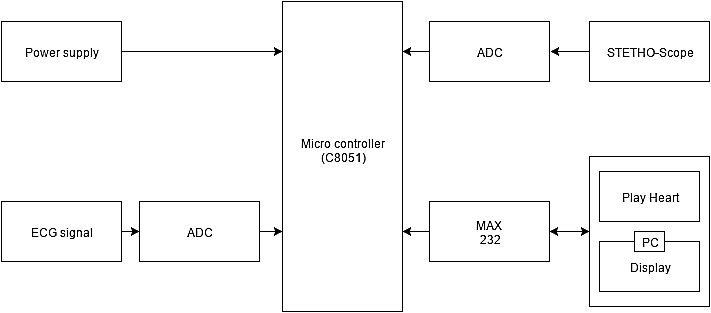 Power supply
Micro controller
(C8051)
ADC
STETHO-Scope
ECG signal
ADC
MAX
232
Play Heart
PC
Display